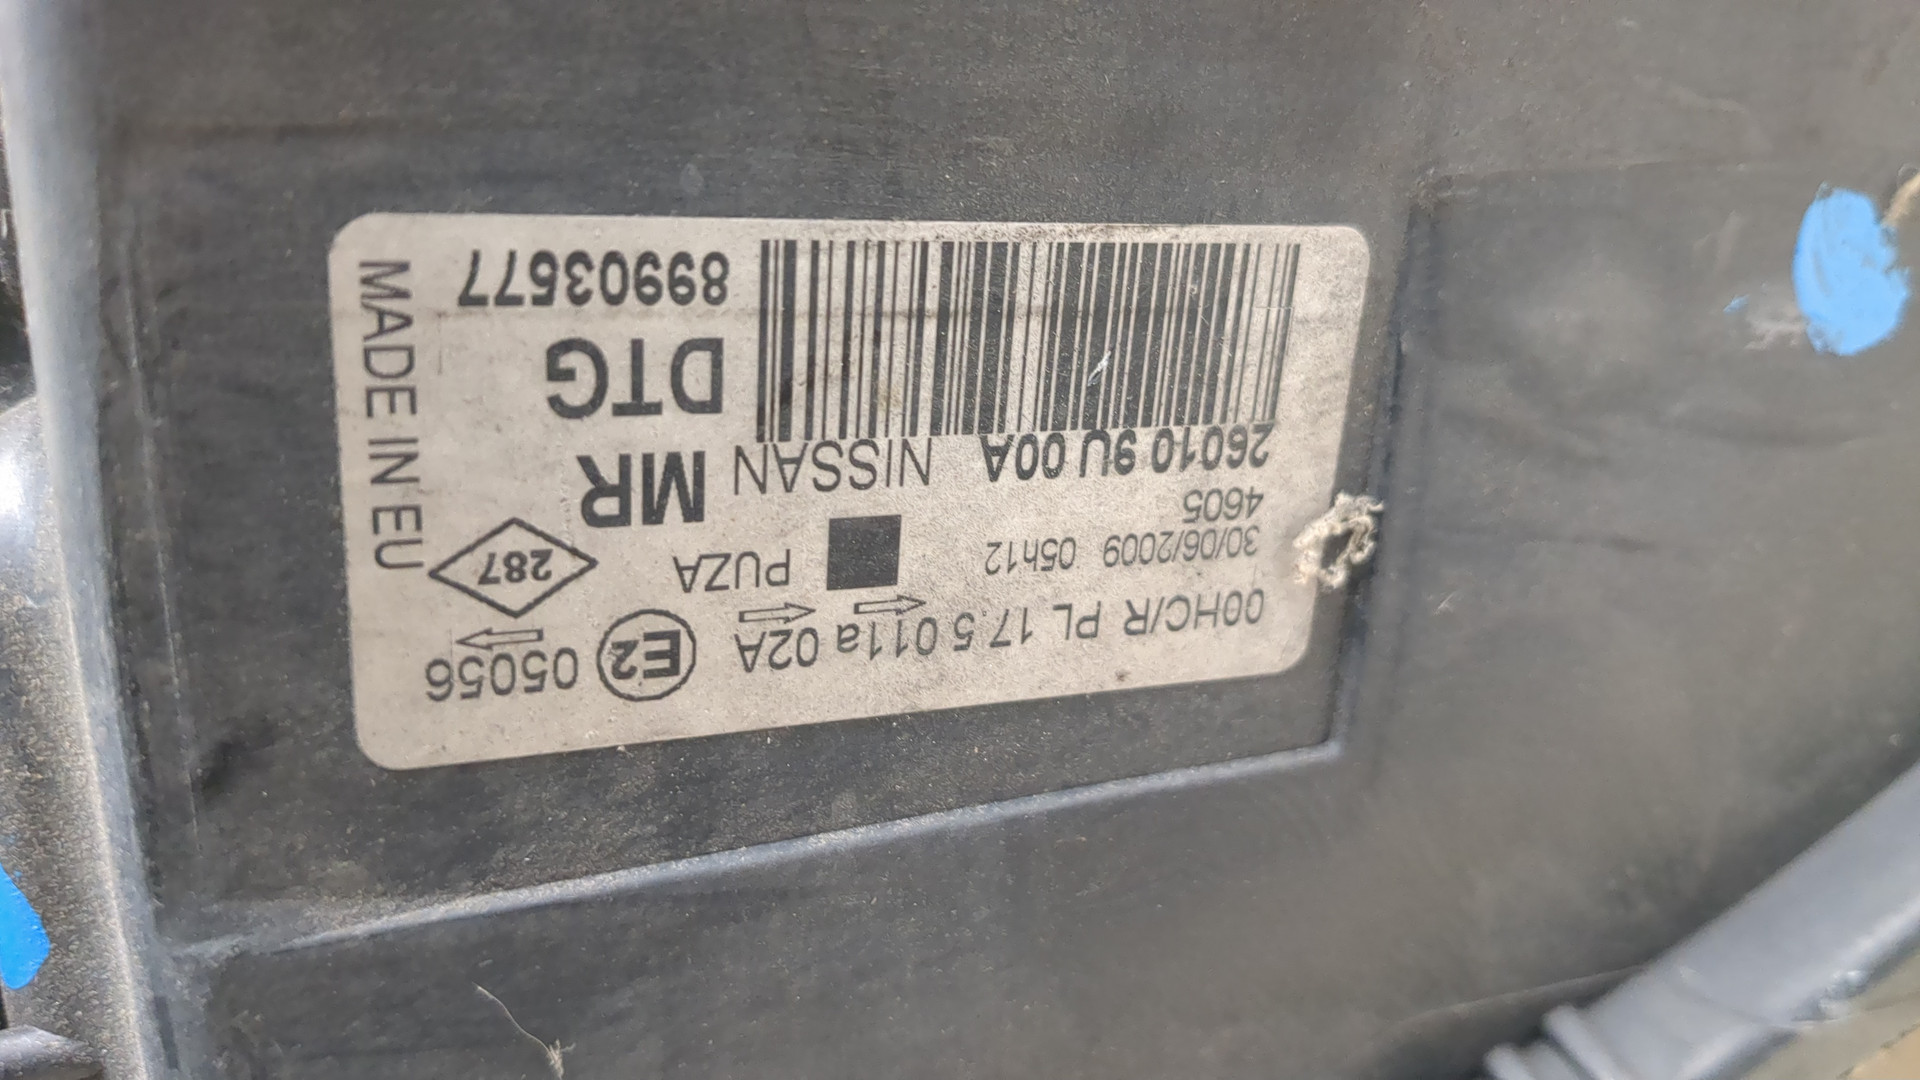 00HC/R PL 17.5 011a 02A E2 05056
30/06/2009 05h12 PUZA 287
4605
26010 9U 00A NISSAN MR
DTG
89903577
MADE IN EU